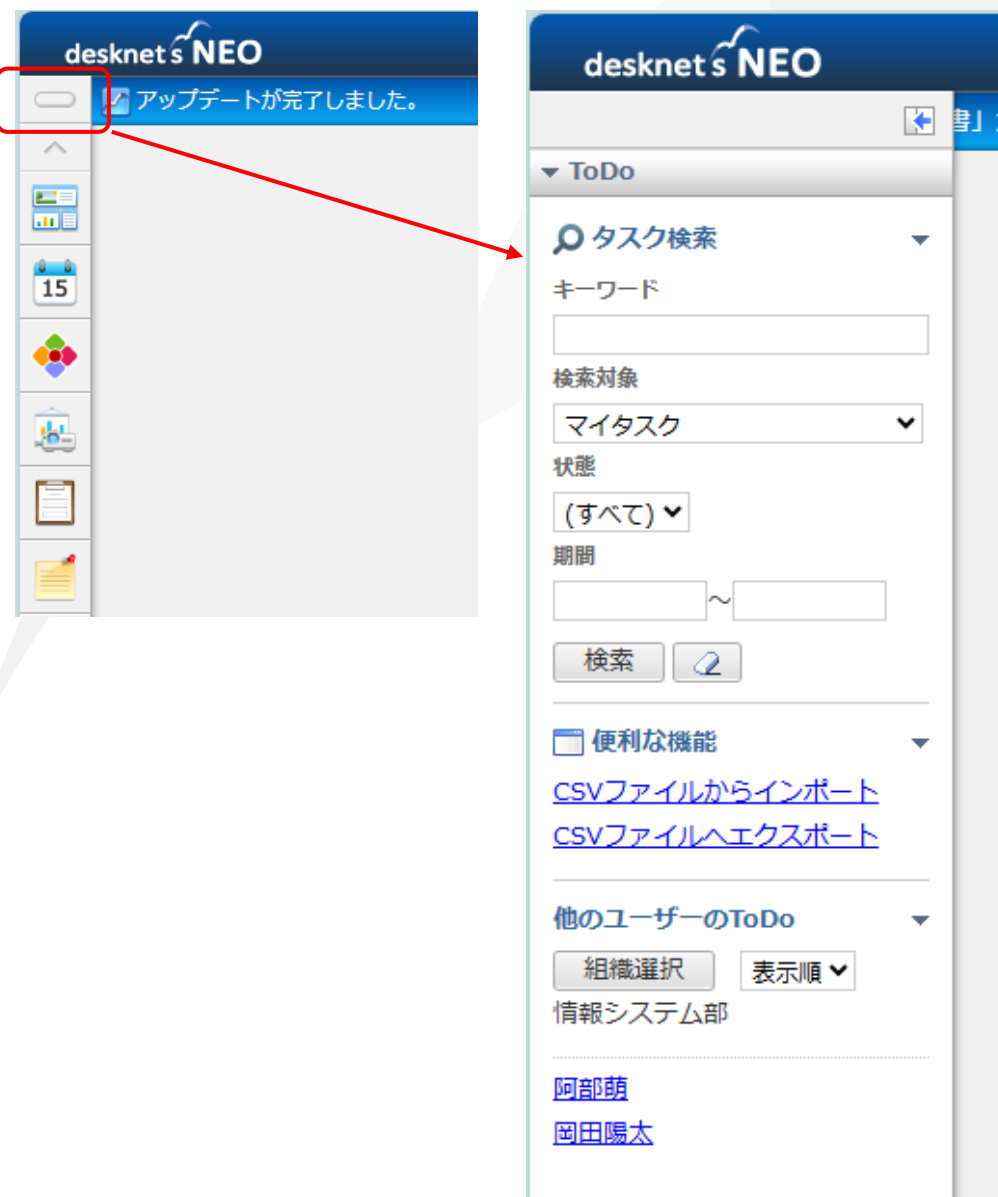 desknet's NEO
アップデートが完了しました。
15
desknet's NEO
書」
ToDo
タスク検索
キーワード
検索対象
マイタスク
状態
(すべて)
期間
～
検索
便利な機能
CSVファイルからインポート
CSVファイルへエクスポート
他のユーザーのToDo
組織選択 表示順
情報システム部
阿部萌
岡田陽太